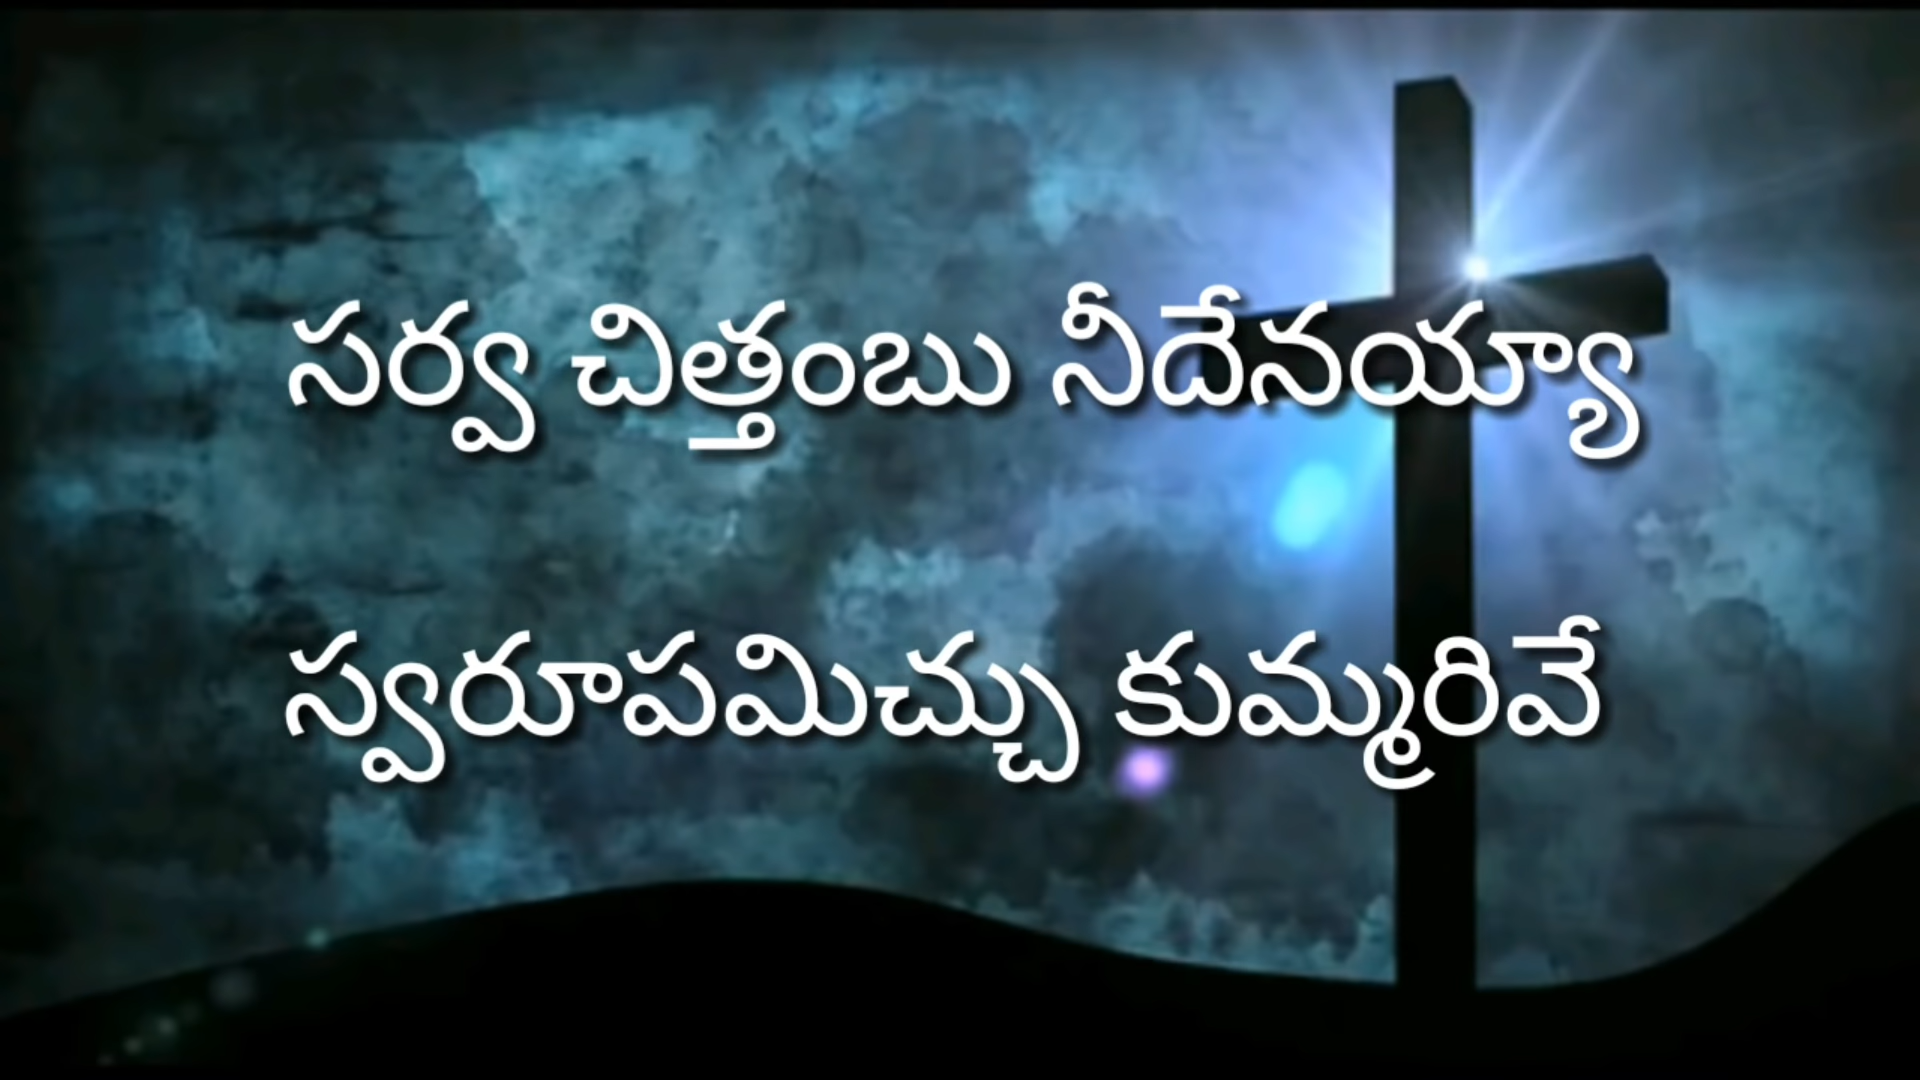 సర్వ చిత్తంబు నీదేనయ్యా
స్వరూపమిచ్చు కుమ్మరివే